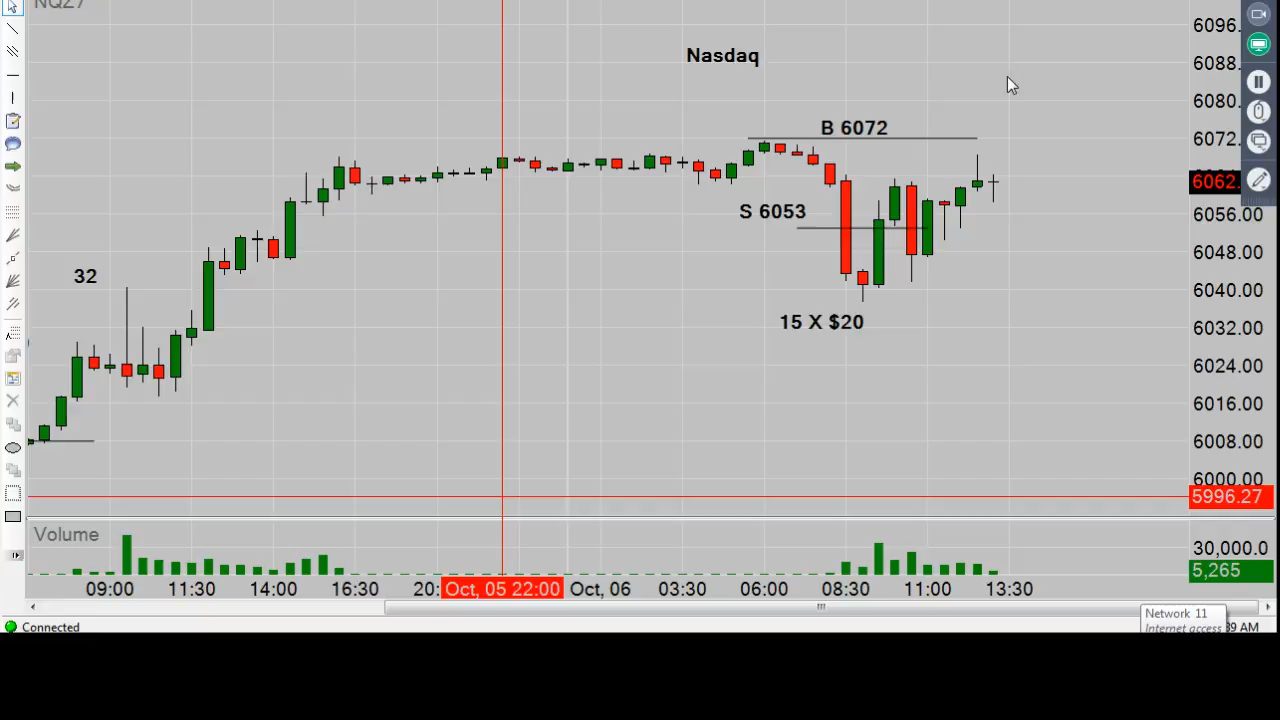 NQZ7
Nasdaq
B 6072
S 6053
32
15 X $20
6096.
6088.
6080.
6072.
6062.
6056.00
6048.00
6040.00
6032.00
6024.00
6016.00
6008.00
6000.00
5996.27
Volume
30,000.0
5,265
09:00 11:30 14:00 16:30 20: Oct, 05 22:00 Oct, 06 03:30 06:00 08:30 11:00 13:30
Network 11
Internet access
Connected
39 AM